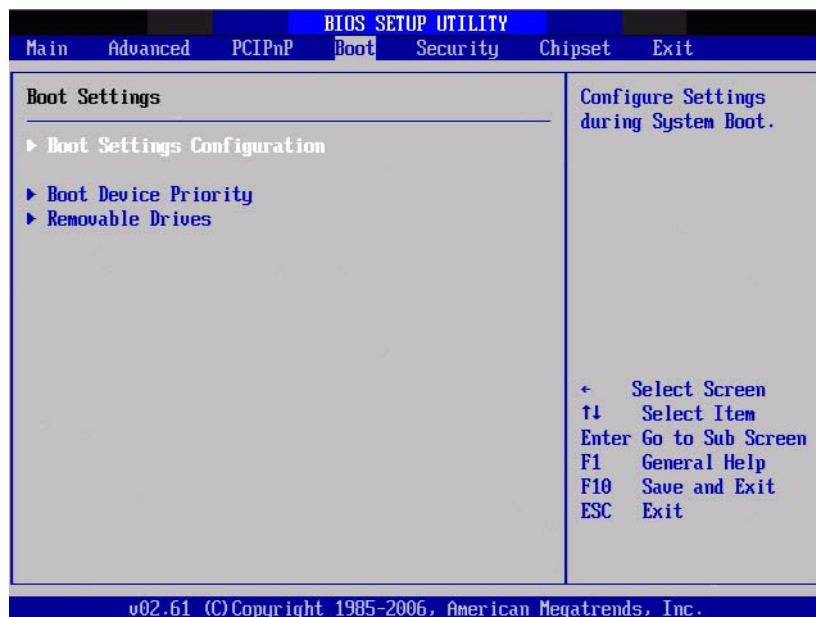 BIOS SETUP UTILITY
Main Advanced PCIPnP Boot Security Chipset Exit
Boot Settings
▶ Boot Settings Configuration
▶ Boot Device Priority
▶ Removable Drives
Configure Settings
during System Boot.
← Select Screen
↑↓ Select Item
Enter Go to Sub Screen
F1 General Help
F10 Save and Exit
ESC Exit
v02.61 (C)Copyright 1985-2006, American Megatrends, Inc.